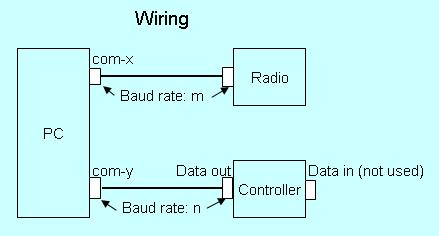 Wiring
com-x
Radio
Baud rate: m
PC
com-y
Data out
Data in (not used)
Controller
Baud rate: n